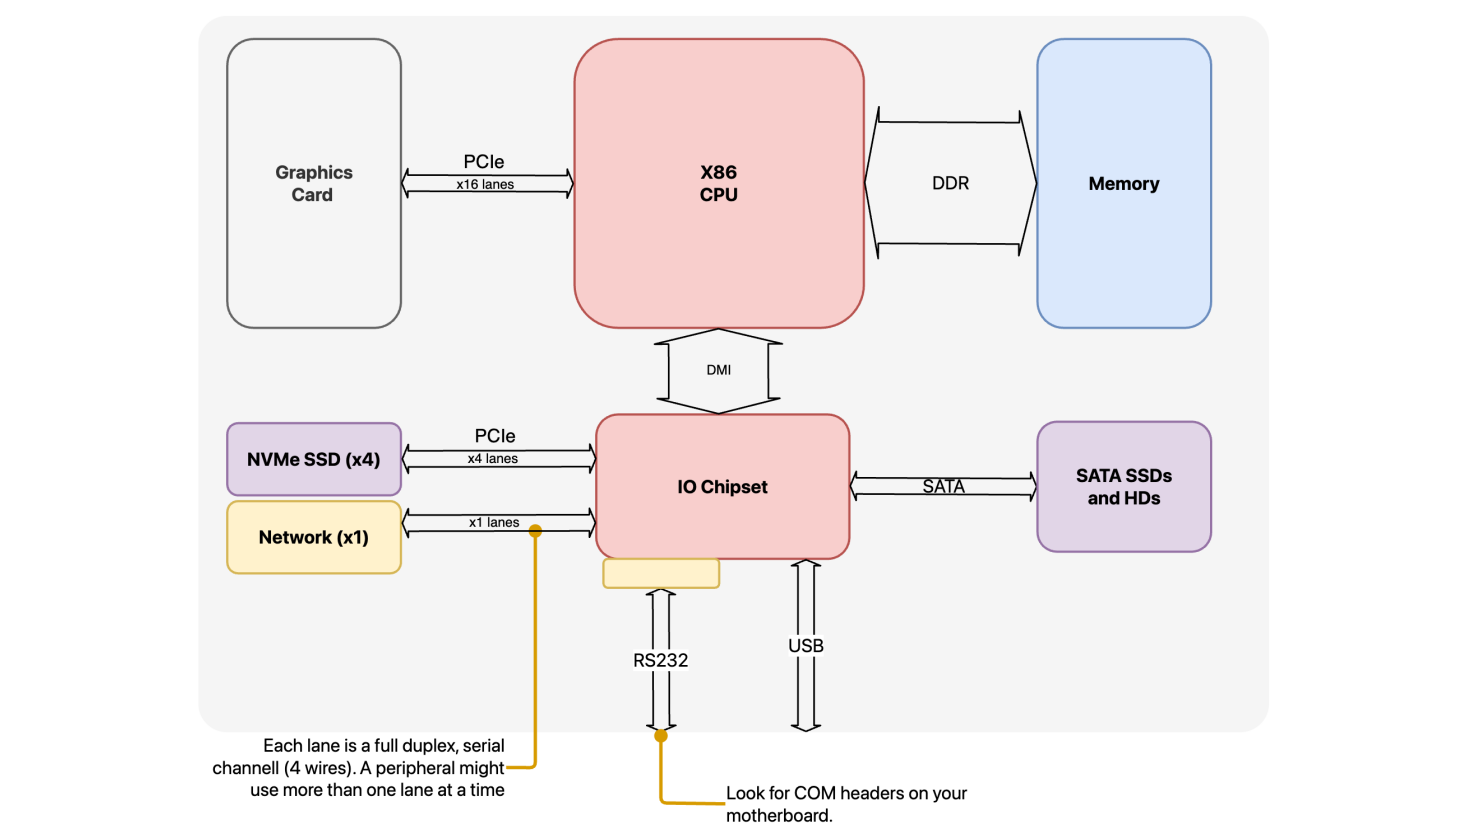 Graphics
Card
PCIe
x16 lanes
X86
CPU
DDR
Memory
DMI
NVMe SSD (x4)
PCIe
x4 lanes
IO Chipset
SATA
SATA SSDs
and HDs
Network (x1)
x1 lanes
RS232
USB
Each lane is a full duplex, serial
channell (4 wires). A peripheral might
use more than one lane at a time
Look for COM headers on your
motherboard.